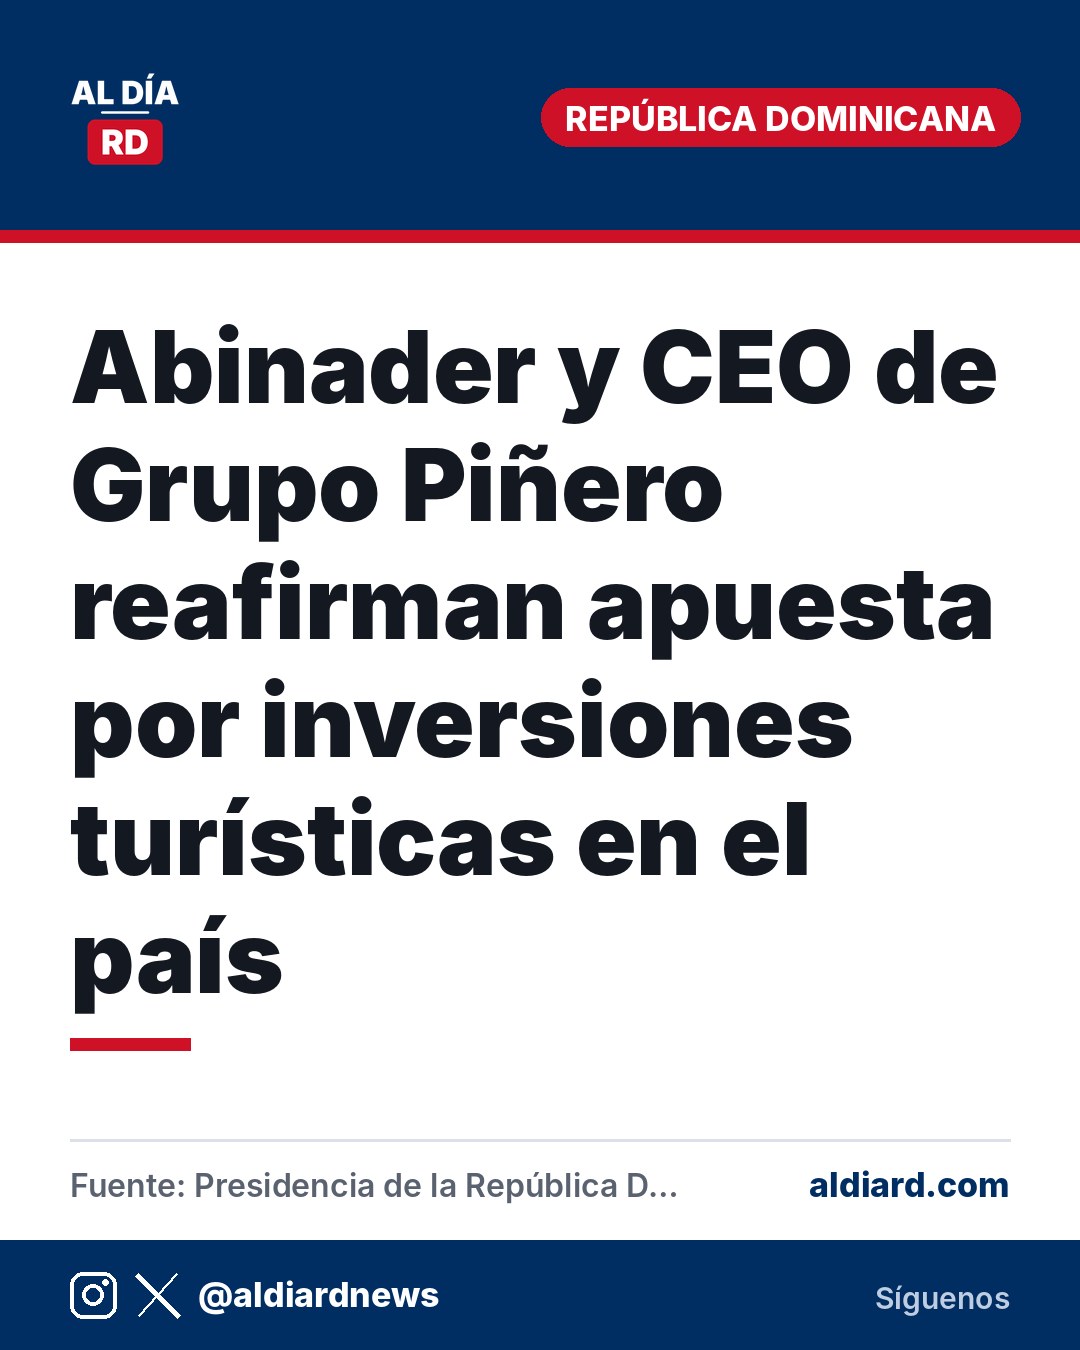 AL DÍA
RD
REPÚBLICA DOMINICANA
Abinader y CEO de
Grupo Piñero
reafirman apuesta
por inversiones
turísticas en el
país
Fuente: Presidencia de la República D...
aldiard.com
@aldiardnews
Síguenos